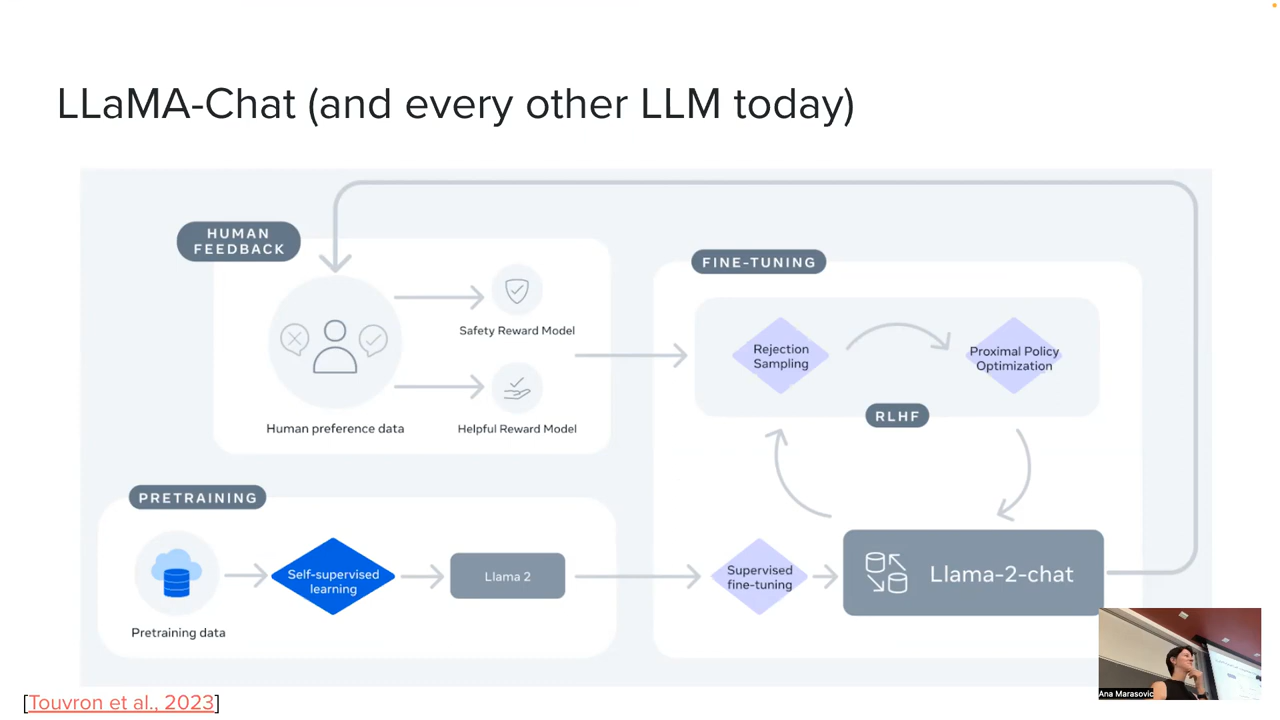 LLaMA-Chat (and every other LLM today)
HUMAN
FEEDBACK
Human preference data
Safety Reward Model
Helpful Reward Model
FINE-TUNING
Rejection
Sampling
Proximal Policy
Optimization
RLHF
PRETRAINING
Pretraining data
Self-supervised
learning
Llama 2
Supervised
fine-tuning
Llama-2-chat
[Touvron et al., 2023]
Ana Marasovic